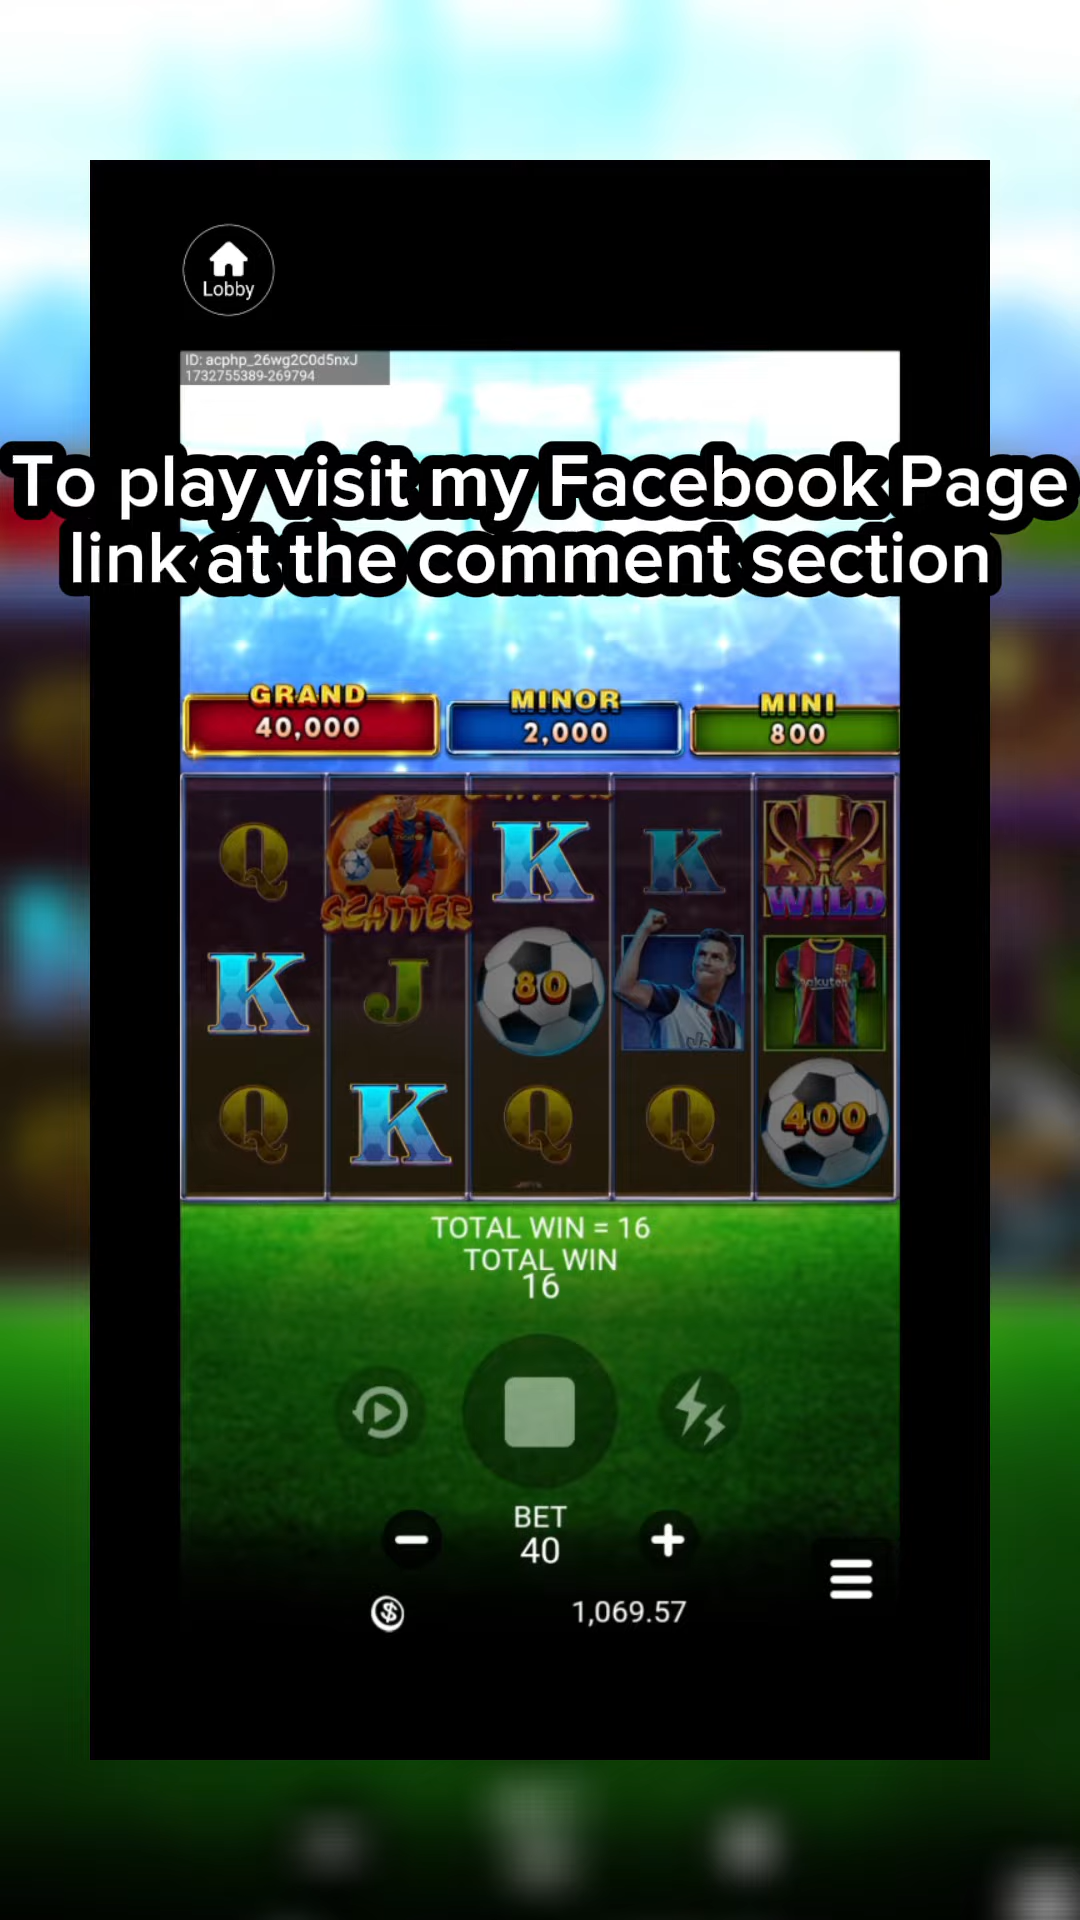 Lobby
ID: acphp_26wg2C0d5nxJ
1732755389-269794
To play visit my Facebook Page
link at the comment section
GRAND
40,000
MINOR
2,000
MINI
800
Q
SCATTER
K
K
WILD
K
J
80
Rakuten
Q
K
Q
Q
400
TOTAL WIN = 16
TOTAL WIN
16
BET
40
1,069.57